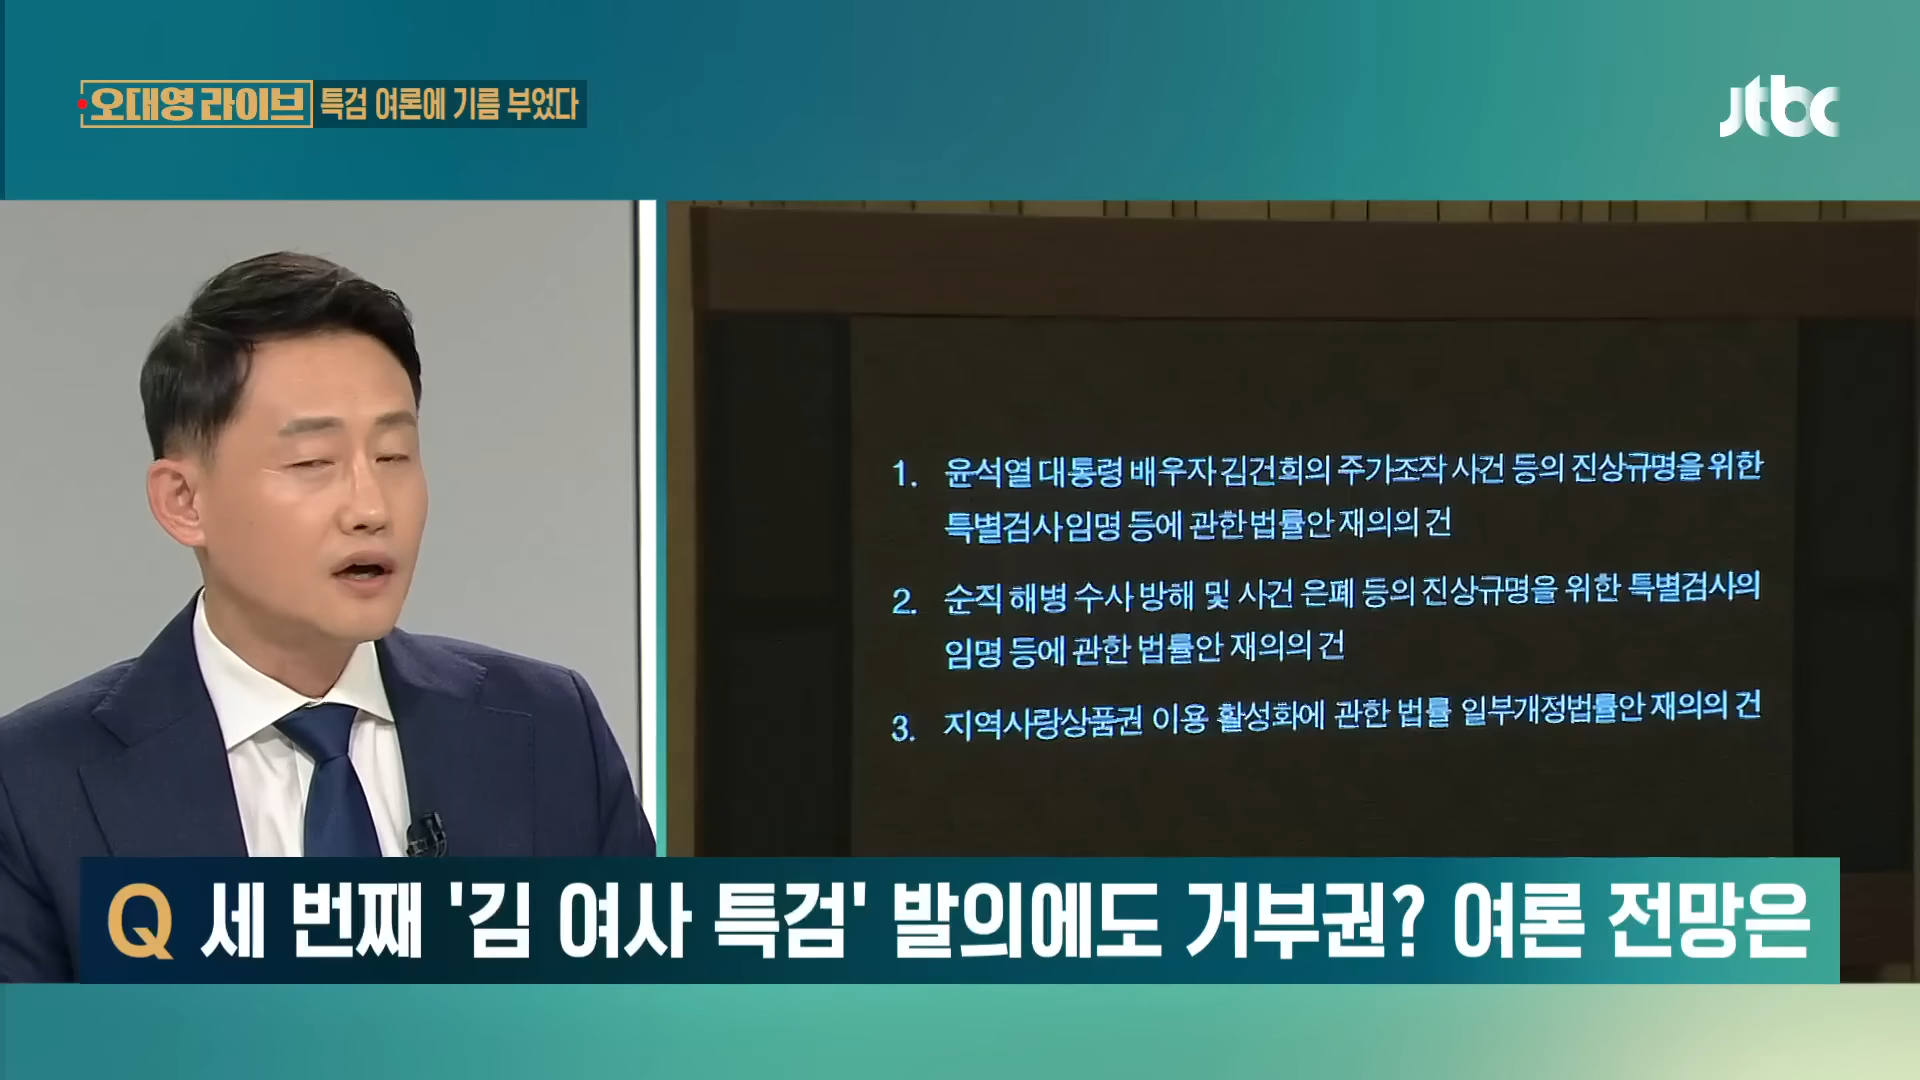 오대영 라이브 특검 여론에 기름 부었다
jtbc
1. 윤석열 대통령 배우자 김건희의 주가조작 사건 등의 진상규명을 위한
특별검사 임명 등에 관한 법률안 재의의 건
2. 순직 해병 수사 방해 및 사건 은폐 등의 진상규명을 위한 특별검사의
임명 등에 관한 법률안 재의의 건
3. 지역사랑상품권 이용 활성화에 관한 법률 일부개정법률안 재의의 건
Q 세 번째 '김 여사 특검' 발의에도 거부권? 여론 전망은